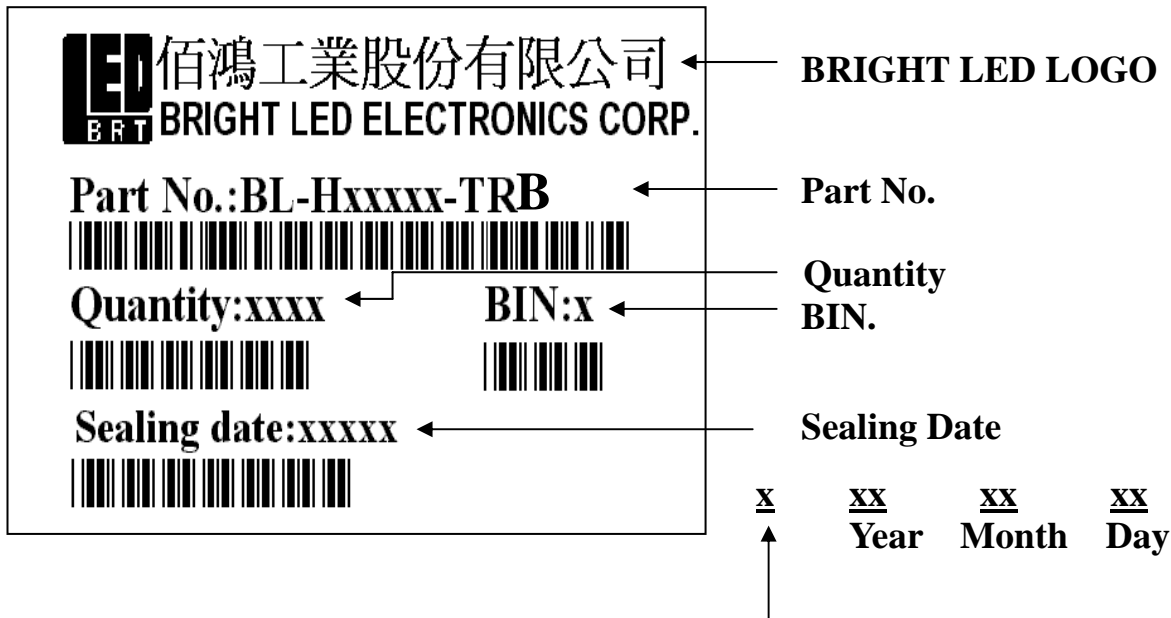 LED
BRT
佰鴻工業股份有限公司
BRIGHT LED ELECTRONICS CORP.
BRIGHT LED LOGO
Part No.:BL-Hxxxxx-TRB
Part No.
Quantity:xxxx
BIN:x
Quantity
BIN.
Sealing date:xxxxx
Sealing Date
x xx xx xx
Year Month Day